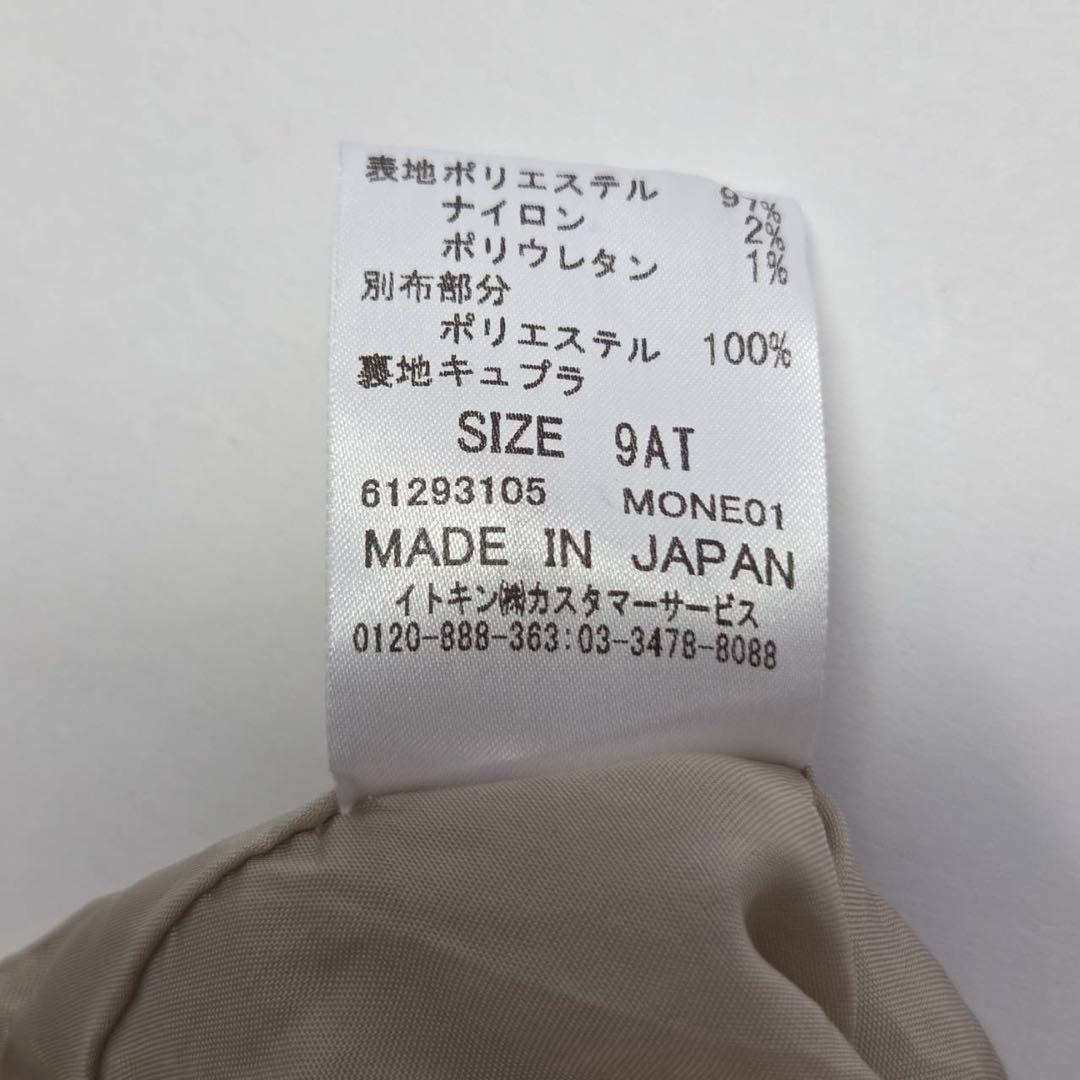 表地ポリエステル 97%
ナイロン 2%
ポリウレタン 1%
別布部分
ポリエステル 100%
裏地キュプラ
SIZE 9AT
61293105 MONE01
MADE IN JAPAN
イトキン㈱カスタマーサービス
0120-888-363:03-3478-8088